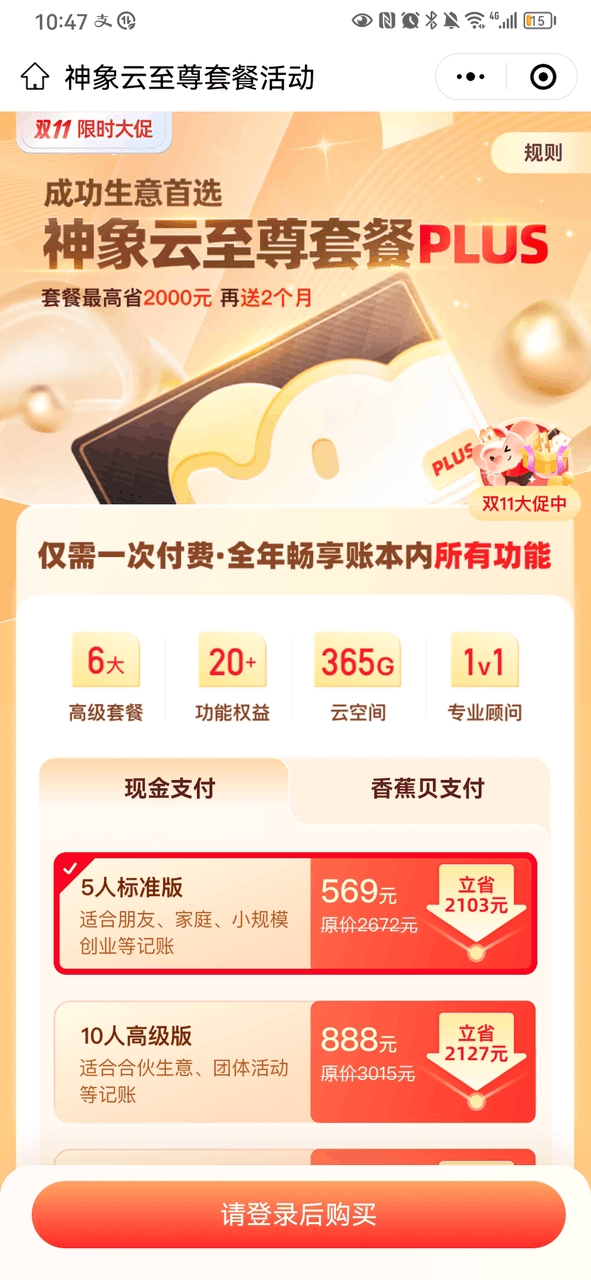 10:47
4G
15
神象云至尊套餐活动
双11 限时大促
规则
成功生意首选
神象云至尊套餐PLUS
套餐最高省2000元 再送2个月
PLUS
双11大促中
仅需一次付费·全年畅享账本内所有功能
6大
20+
365G
1v1
高级套餐
功能权益
云空间
专业顾问
现金支付
香蕉贝支付
5人标准版
适合朋友、家庭、小规模
创业等记账
569元
原价2672元
立省
2103元
10人高级版
适合合伙生意、团体活动
等记账
888元
原价3015元
立省
2127元
请登录后购买